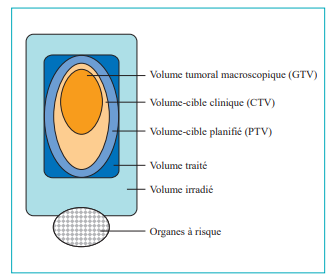 Volume tumoral macroscopique (GTV)
Volume-cible clinique (CTV)
Volume-cible planifié (PTV)
Volume traité
Volume irradié
Organes à risque